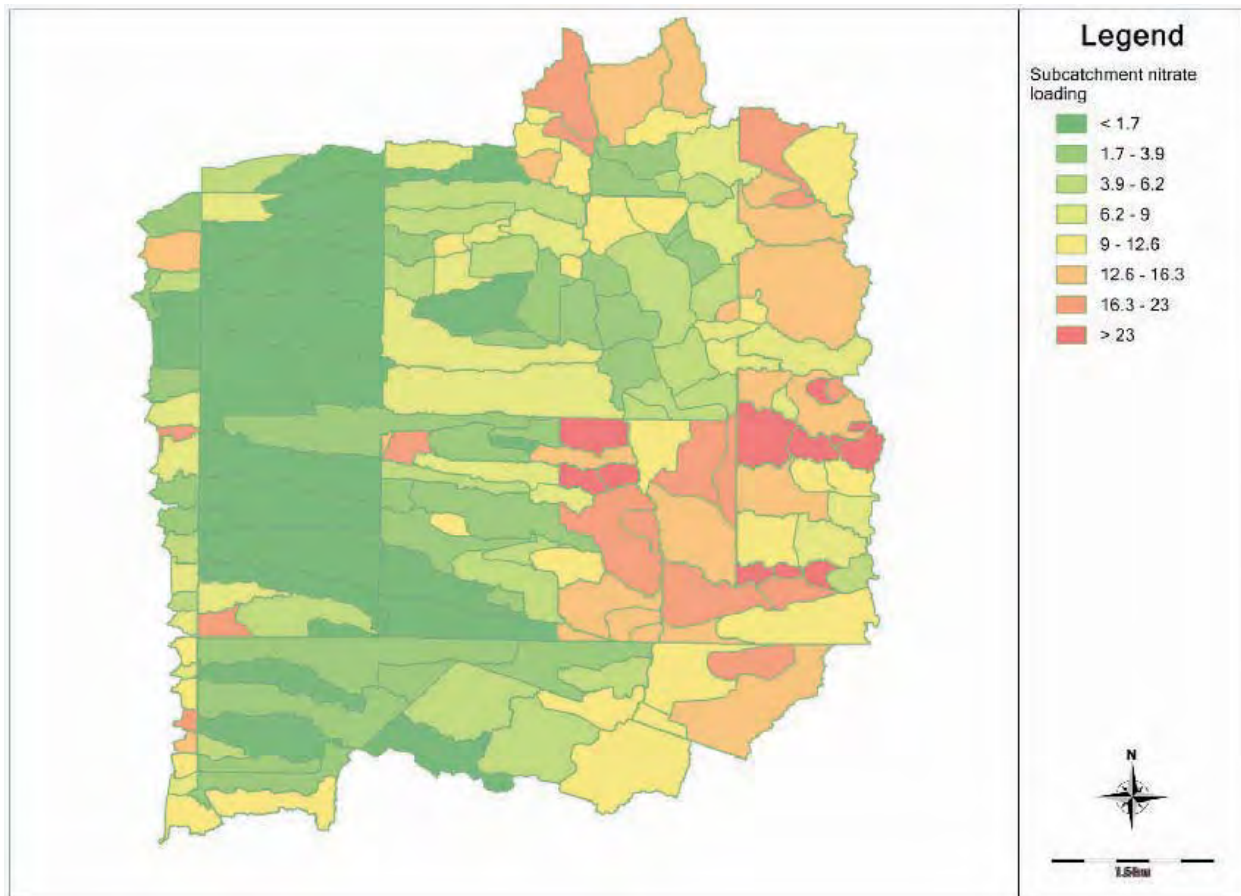 Legend
Subcatchment nitrate
loading
< 1.7
1.7 - 3.9
3.9 - 6.2
6.2 - 9
9 - 12.6
12.6 - 16.3
16.3 - 23
> 23
N